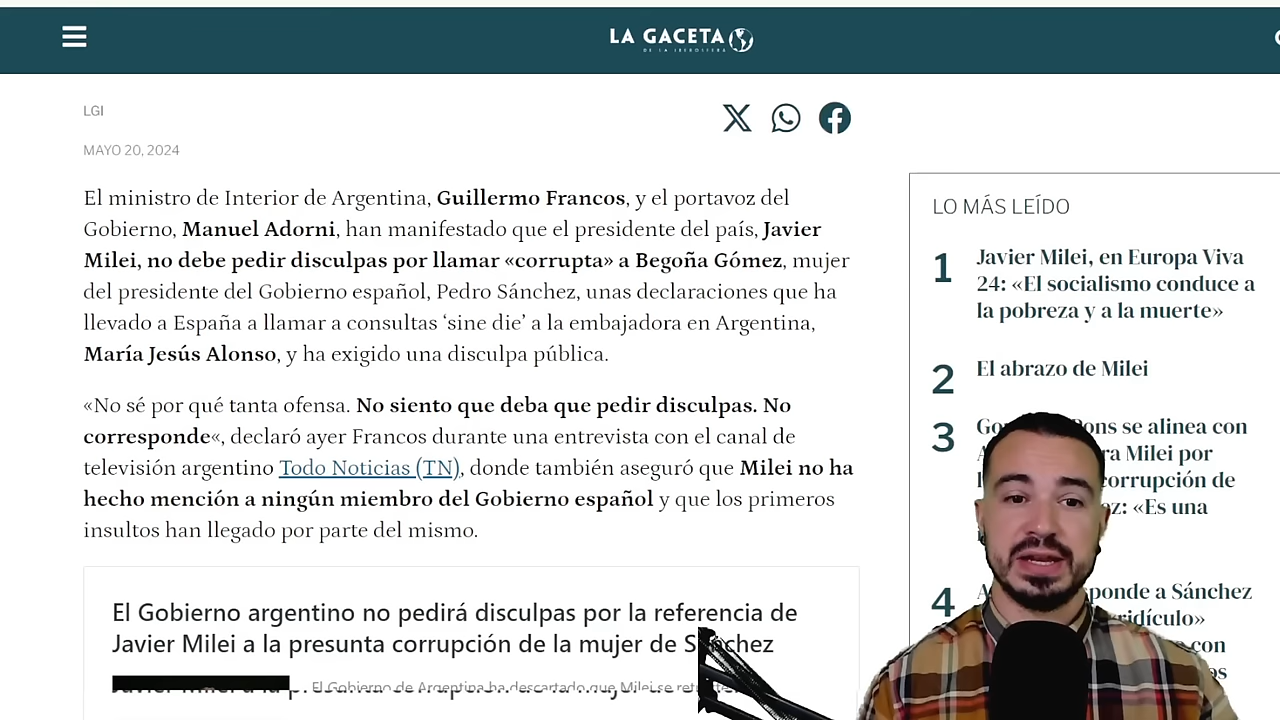 LA GACETA
DE LA IBEROSFERA
LGI
MAYO 20, 2024
El ministro de Interior de Argentina, Guillermo Francos, y el portavoz del
Gobierno, Manuel Adorni, han manifestado que el presidente del país, Javier
Milei, no debe pedir disculpas por llamar «corrupta» a Begoña Gómez, mujer
del presidente del Gobierno español, Pedro Sánchez, unas declaraciones que ha
llevado a España a llamar a consultas ‘sine die’ a la embajadora en Argentina,
María Jesús Alonso, y ha exigido una disculpa pública.
«No sé por qué tanta ofensa. No siento que deba que pedir disculpas. No
corresponde«, declaró ayer Francos durante una entrevista con el canal de
televisión argentino Todo Noticias (TN), donde también aseguró que Milei no ha
hecho mención a ningún miembro del Gobierno español y que los primeros
insultos han llegado por parte del mismo.
El Gobierno argentino no pedirá disculpas por la referencia de
Javier Milei a la presunta corrupción de la mujer de Sánchez
LO MÁS LEÍDO
1 Javier Milei, en Europa Viva
24: «El socialismo conduce a
la pobreza y a la muerte»
2 El abrazo de Milei
3 Pons se alinea con
Milei por
corrupción de
«Es una
4 Sánchez
ridículo»
con